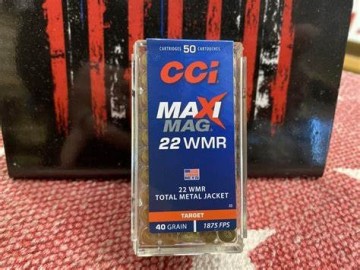 CARTRIDGES 50 CARTOUCHES
CCI
MAXI
MAG®
22 WMR
22 WMR
TOTAL METAL JACKET
TARGET
40 GRAIN 1875 FPS